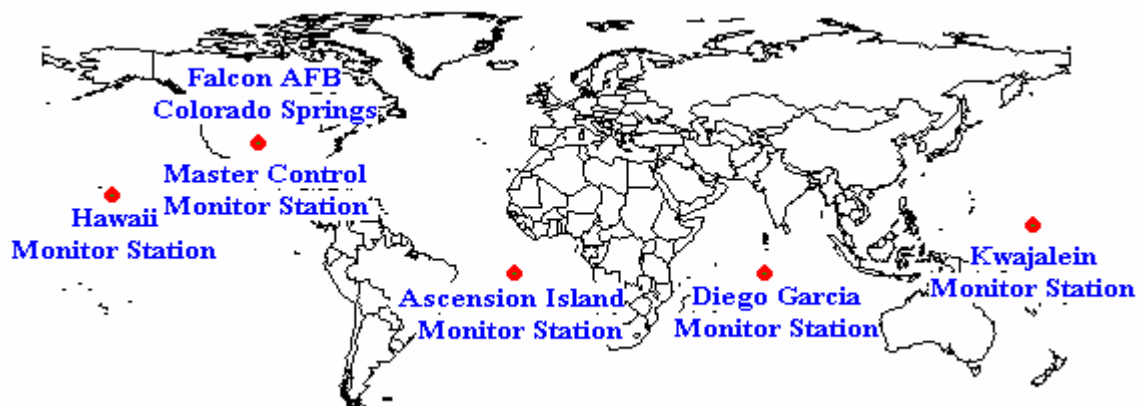 Falcon AFB
Colorado Springs
Master Control
Monitor Station
Hawaii
Monitor Station
Ascension Island
Monitor Station
Diego Garcia
Monitor Station
Kwajalein
Monitor Station